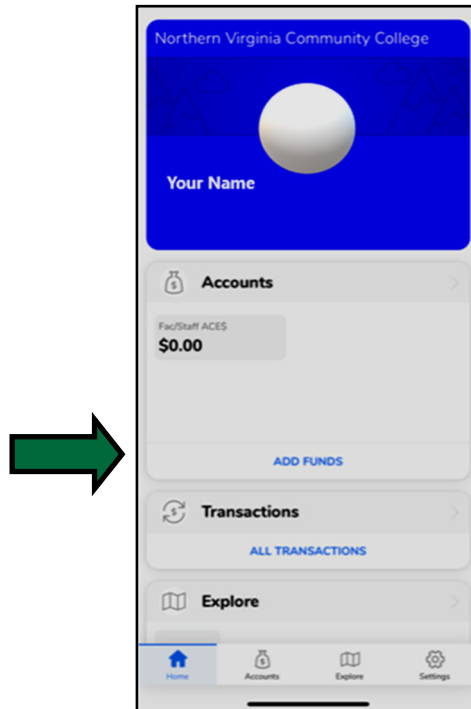 Northern Virginia Community College
Your Name
Accounts
Fac/Staff ACE$
$0.00
ADD FUNDS
Transactions
ALL TRANSACTIONS
Explore
Home Accounts Explore Settings